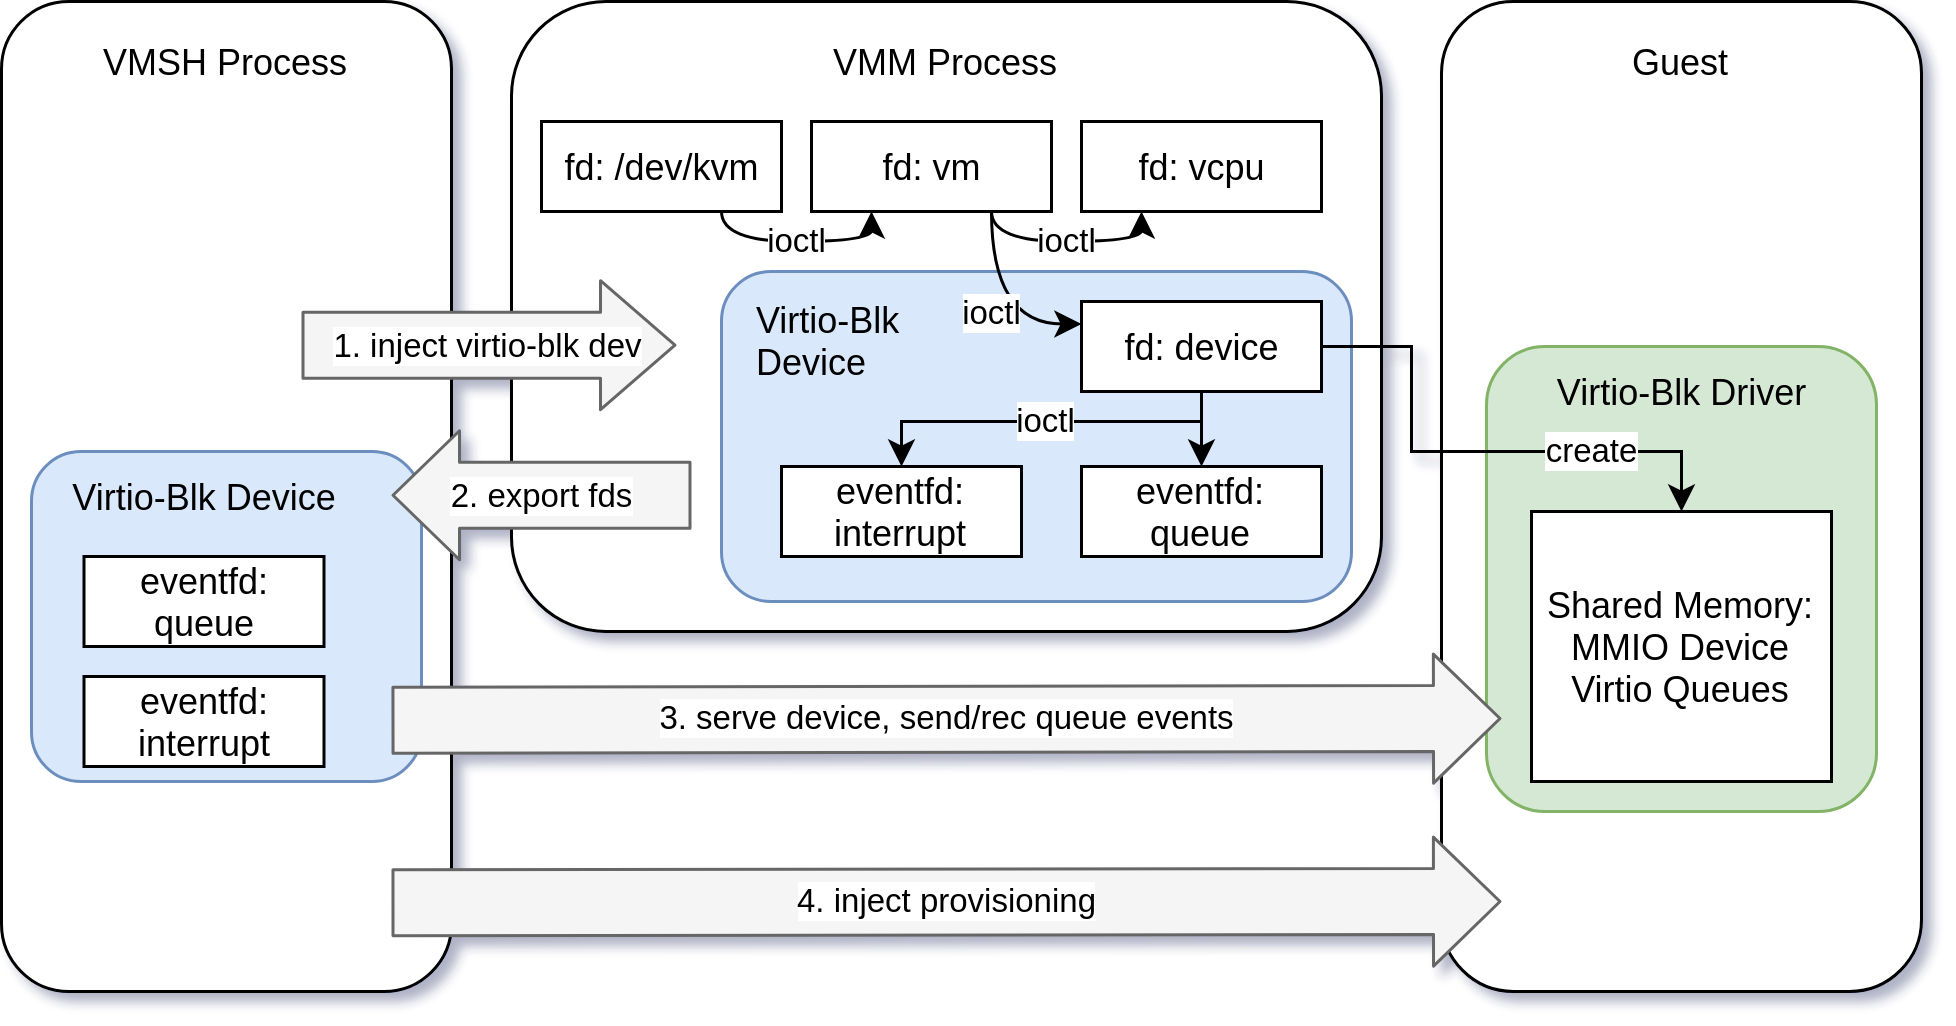 VMSH Process
VMM Process
Guest
fd: /dev/kvm
fd: vm
fd: vcpu
ioctl
ioctl
ioctl
Virtio-Blk
Device
fd: device
ioctl
eventfd:
interrupt
eventfd:
queue
1. inject virtio-blk dev
2. export fds
Virtio-Blk Device
eventfd:
queue
eventfd:
interrupt
Virtio-Blk Driver
create
Shared Memory:
MMIO Device
Virtio Queues
3. serve device, send/rec queue events
4. inject provisioning